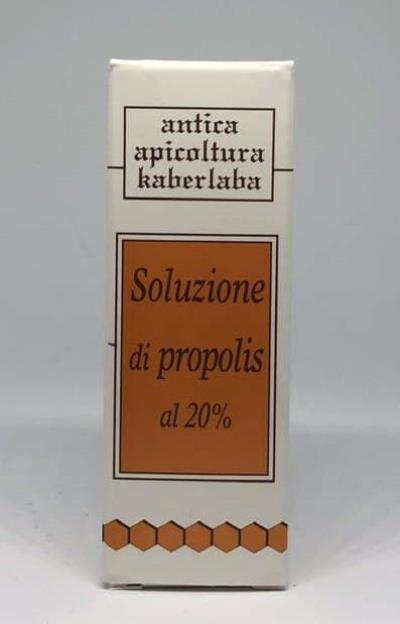 antica
apicoltura
kaberlaba
Soluzione
di propolis
al 20%